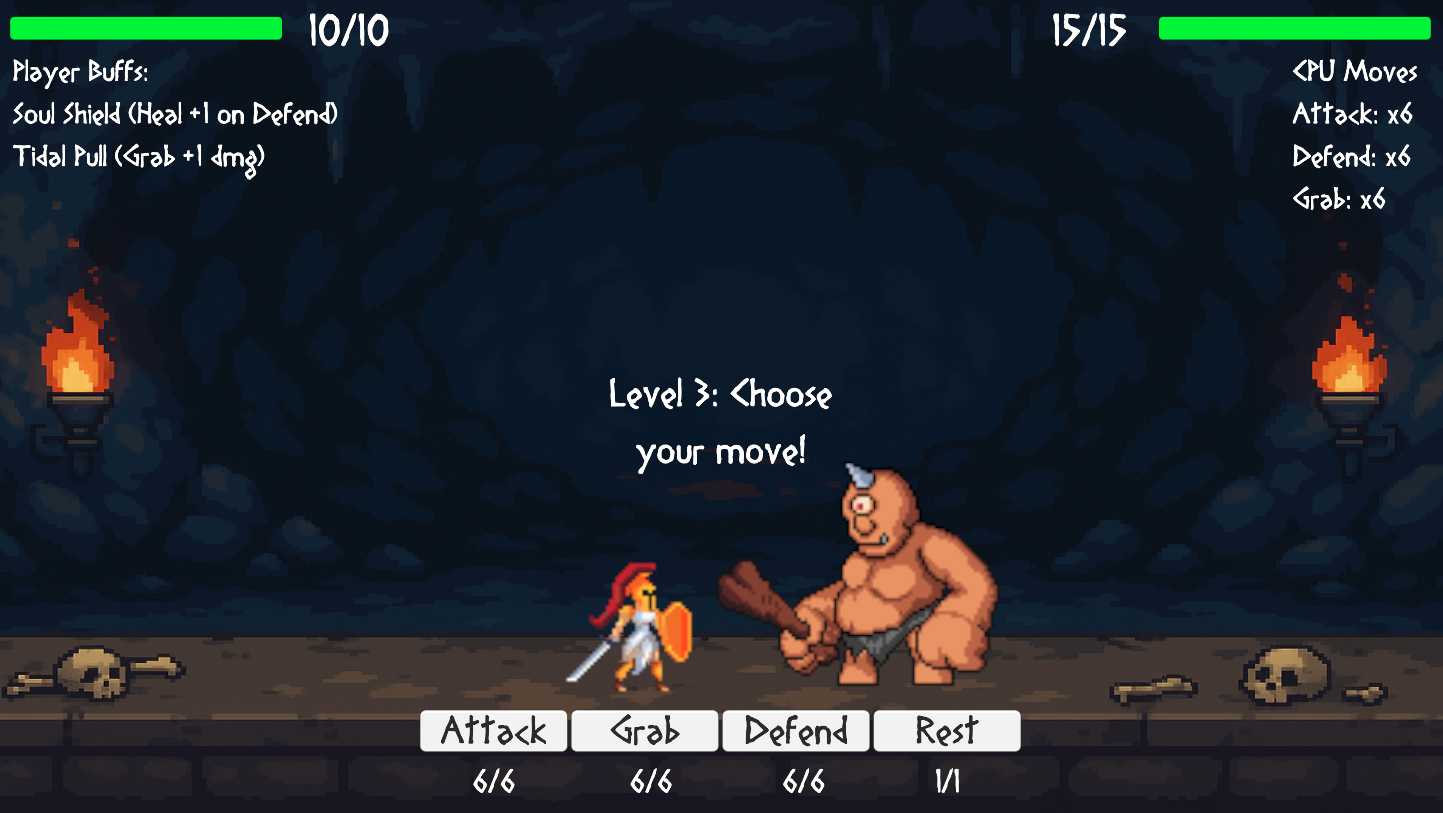 10/10
15/15
Player Buffs:
Soul Shield (Heal +1 on Defend)
Tidal Pull (Grab +1 dmg)
CPU Moves
Attack: x6
Defend: x6
Grab: x6
Level 3: Choose
your move!
Attack
Grab
Defend
Rest
6/6
6/6
6/6
1/1